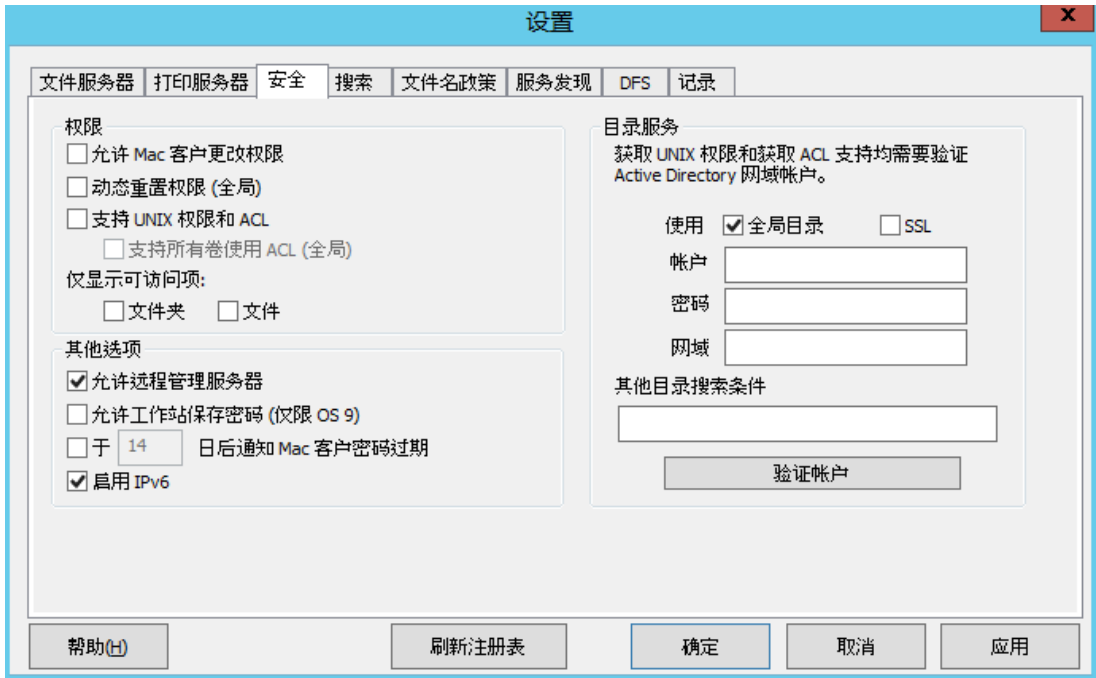 设置
x
文件服务器 打印服务器 安全 搜索 文件名政策 服务发现 DFS 记录
权限
允许 Mac 客户更改权限
动态重置权限 (全局)
支持 UNIX 权限和 ACL
支持所有卷使用 ACL (全局)
仅显示可访问项:
文件夹 文件
其他选项
允许远程管理服务器
允许工作站保存密码 (仅限 OS 9)
于 14 日后通知 Mac 客户密码过期
启用 IPv6
目录服务
获取 UNIX 权限和获取 ACL 支持均需要验证
Active Directory 网域帐户。
使用 全局目录 SSL
帐户
密码
网域
其他目录搜索条件
验证帐户
帮助(H) 刷新注册表 确定 取消 应用